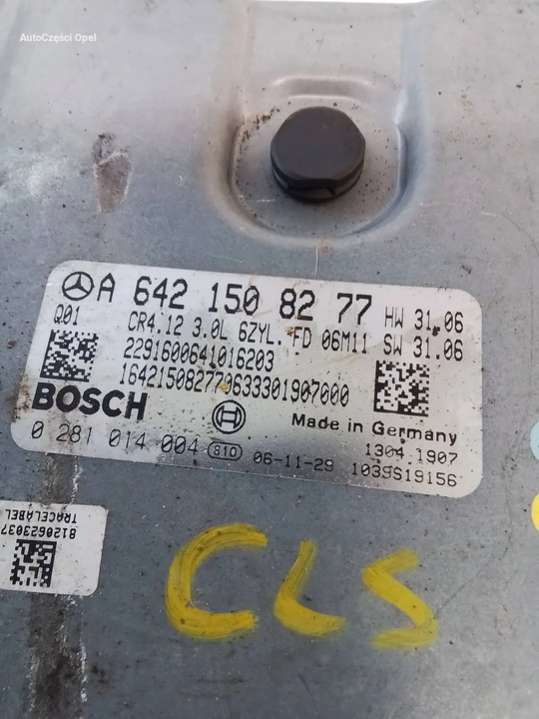 AutoCzęści Opel
A 642 150 82 77 HW 31.06
Q01 CR4.12 3.0L 6ZYL. FD 06M11 SW 31.06
2291600641016203
164215082770633301907000
BOSCH
Made in Germany
0 281 014 004 810 06-11-29 1304 1907
1039S19156
8120623037
TRACELABEL
CLS